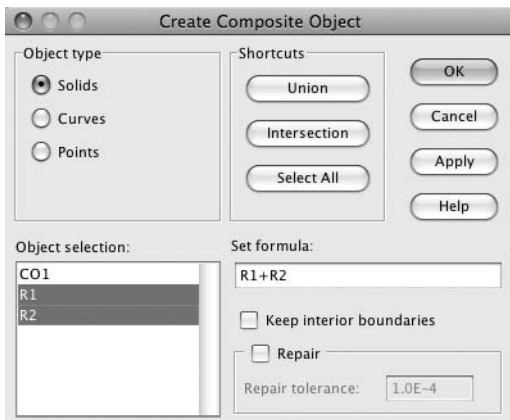 Create Composite Object
Object type
Solids
Curves
Points
Shortcuts
Union
Intersection
Select All
OK
Cancel
Apply
Help
Object selection:
CO1
R1
R2
Set formula:
R1+R2
Keep interior boundaries
Repair
Repair tolerance: 1.0E-4